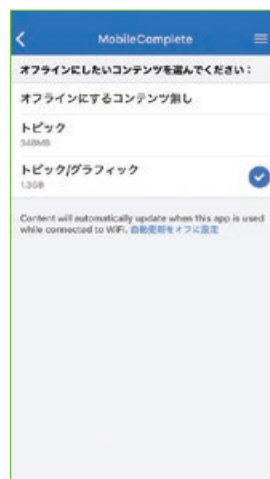 MobileComplete
オフラインにしたいコンテンツを選んでください：
オフラインにするコンテンツ無し
トピック
348MB
トピック/グラフィック
1.3GB
Content will automatically update when this app is used
while connected to WiFi. 自動更新をオフに設定